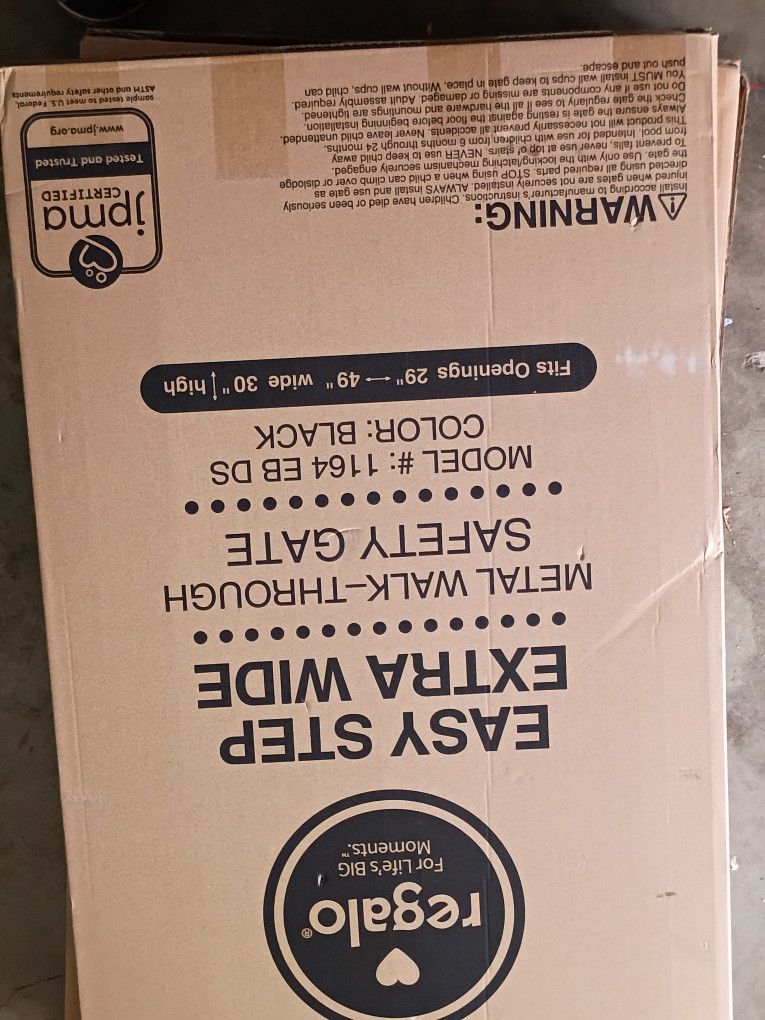 regalo®
For Life's BIG
Moments.™
EASY STEP
EXTRA WIDE
METAL WALK–THROUGH
SAFETY GATE
MODEL #: 1164 EB DS
COLOR: BLACK
Fits Openings 29" ↔ 49" wide 30" ↕ high
⚠WARNING:
Install according to manufacturer's instructions. Children have died or been seriously
injured when gates are not securely installed. ALWAYS install and use gate as
directed using all required parts. STOP using when a child can climb over or dislodge
the gate. Use only with the locking/latching mechanism securely engaged.
To prevent falls, never use at top of stairs. NEVER use to keep child away
from pool. Intended for use with children from 6 months through 24 months.
This product will not necessarily prevent all accidents. Never leave child unattended.
Always ensure the gate is resting against the floor before beginning installation.
Check the gate regularly to see if all the hardware and mountings are tightened.
Do not use if any components are missing or damaged. Adult assembly required.
You MUST install wall cups to keep gate in place. Without wall cups, child can
push out and escape.
jpma
CERTIFIED
Tested and Trusted
www.jpma.org
sample tested to meet U.S. Federal,
ASTM and other safety requirements